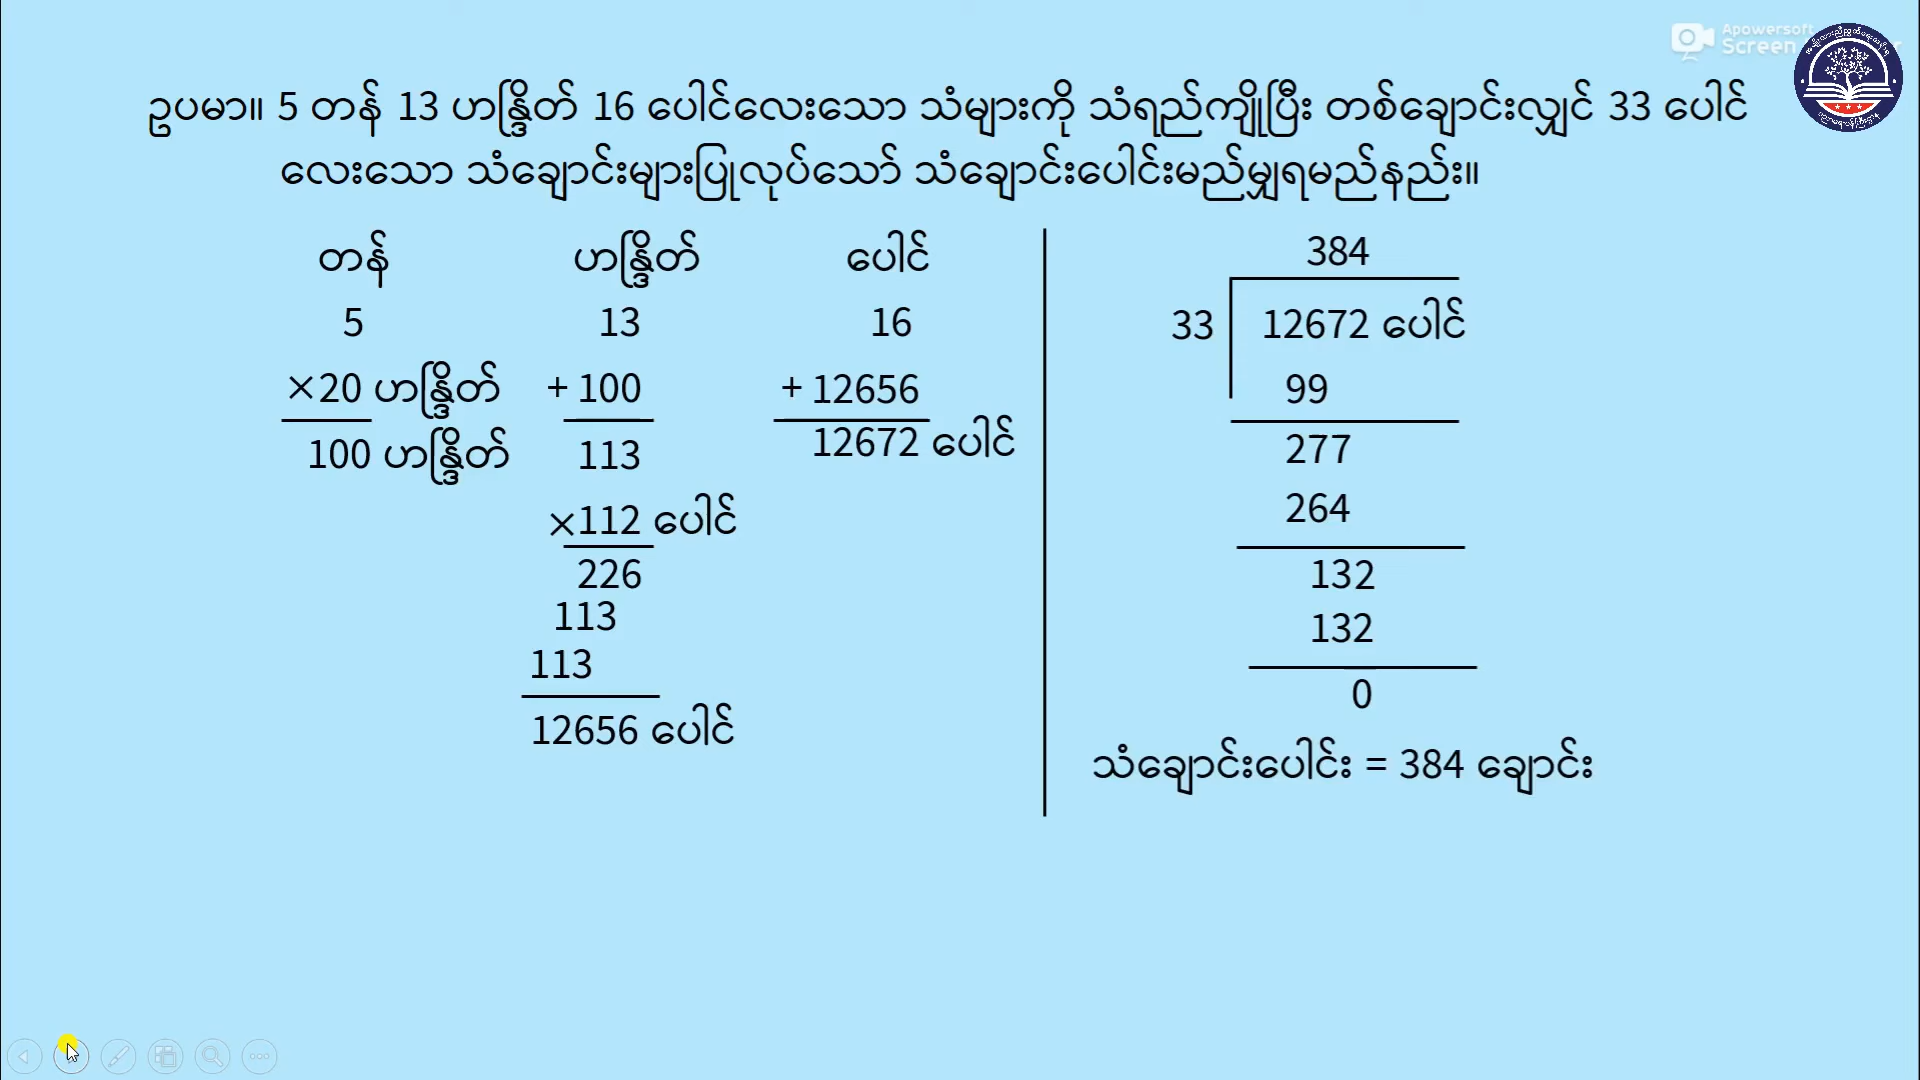 Apowersoft
Screen
ဥပမာ။ 5 တန် 13 ဟန္ဒြိတ် 16 ပေါင်လေးသော သံများကို သံရည်ကျိုပြီး တစ်ချောင်းလျှင် 33 ပေါင်
လေးသော သံချောင်းများပြုလုပ်သော် သံချောင်းပေါင်းမည်မျှရမည်နည်း။
တန် ဟန္ဒြိတ် ပေါင်
5 13 16
×20 ဟန္ဒြိတ် +100 +12656
100 ဟန္ဒြိတ် 113 12672 ပေါင်
×112 ပေါင်
226
113
113
12656 ပေါင်
384
33 12672 ပေါင်
99
277
264
132
132
0
သံချောင်းပေါင်း = 384 ချောင်း